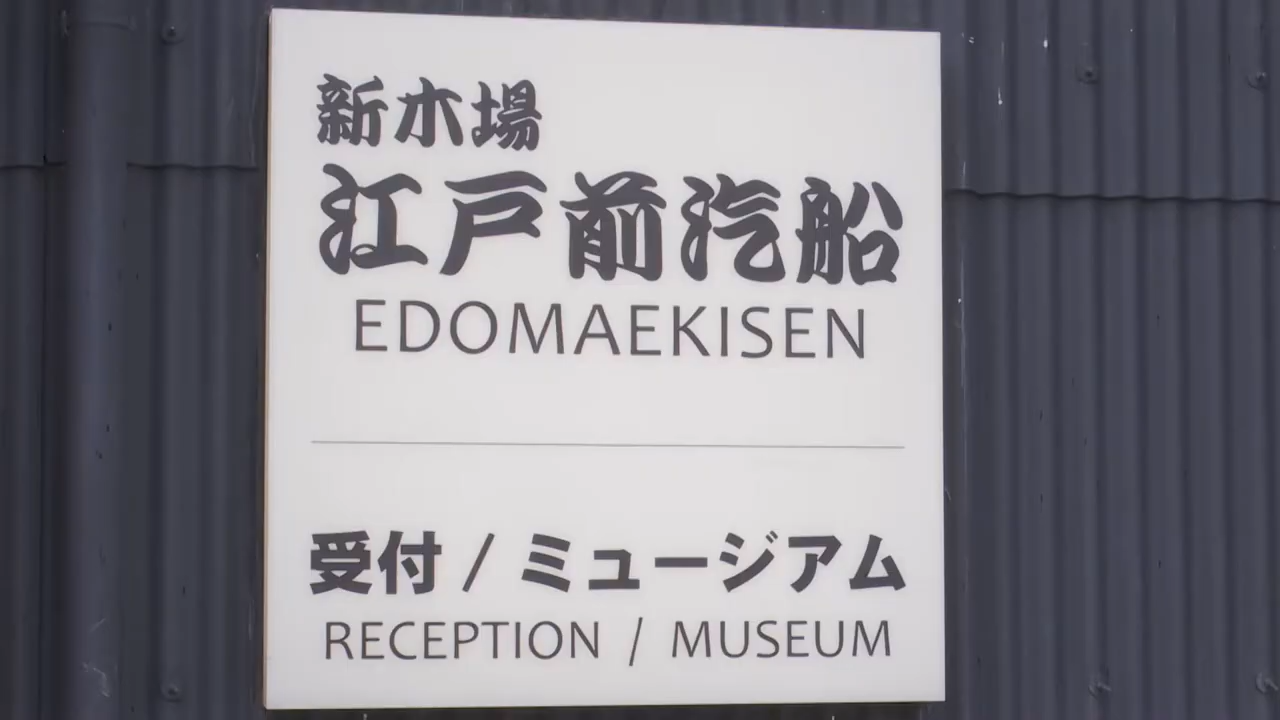 新木場
江戸前汽船
EDOMAEKISEN
受付 / ミュージアム
RECEPTION / MUSEUM